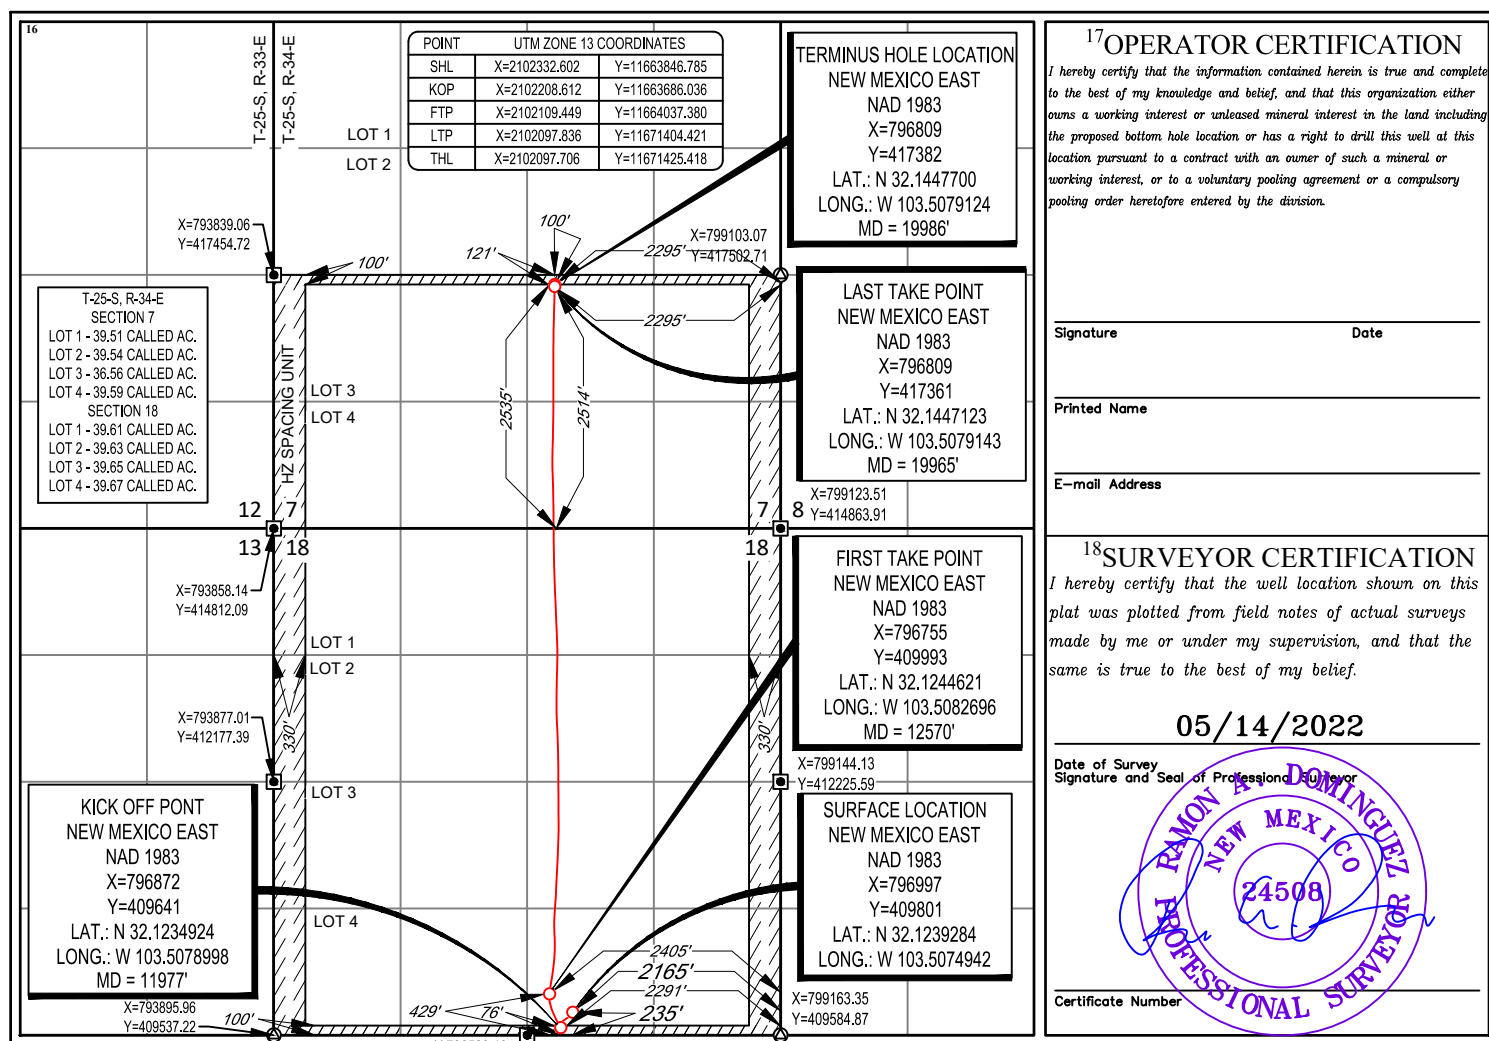 16
T-25-S, R-33-E
T-25-S, R-34-E
POINT UTM ZONE 13 COORDINATES
SHL X=2102332.602 Y=11663846.785
KOP X=2102208.612 Y=11663686.036
FTP X=2102109.449 Y=11664037.380
LTP X=2102097.836 Y=11671404.421
THL X=2102097.706 Y=11671425.418
LOT 1
LOT 2
TERMINUS HOLE LOCATION
NEW MEXICO EAST
NAD 1983
X=796809
Y=417382
LAT.: N 32.1447700
LONG.: W 103.5079124
MD = 19986'
X=793839.06
Y=417454.72
100'
121'
100'
2295'
X=799103.07
Y=417502.71
2295'
T-25-S, R-34-E
SECTION 7
LOT 1 - 39.51 CALLED AC.
LOT 2 - 39.54 CALLED AC.
LOT 3 - 36.56 CALLED AC.
LOT 4 - 39.59 CALLED AC.
SECTION 18
LOT 1 - 39.61 CALLED AC.
LOT 2 - 39.63 CALLED AC.
LOT 3 - 39.65 CALLED AC.
LOT 4 - 39.67 CALLED AC.
HZ SPACING UNIT
LOT 3
LOT 4
2535'
2514'
LAST TAKE POINT
NEW MEXICO EAST
NAD 1983
X=796809
Y=417361
LAT.: N 32.1447123
LONG.: W 103.5079143
MD = 19965'
X=799123.51
Y=414863.91
12 7
13 18
7 8
18
X=793858.14
Y=414812.09
LOT 1
LOT 2
FIRST TAKE POINT
NEW MEXICO EAST
NAD 1983
X=796755
Y=409993
LAT.: N 32.1244621
LONG.: W 103.5082696
MD = 12570'
X=793877.01
Y=412177.39
330'
330'
X=799144.13
Y=412225.59
LOT 3
LOT 4
KICK OFF PONT
NEW MEXICO EAST
NAD 1983
X=796872
Y=409641
LAT.: N 32.1234924
LONG.: W 103.5078998
MD = 11977'
SURFACE LOCATION
NEW MEXICO EAST
NAD 1983
X=796997
Y=409801
LAT.: N 32.1239284
LONG.: W 103.5074942
2405'
2165'
2291'
235'
429'
76'
100'
X=793895.96
Y=409537.22
X=799163.35
Y=409584.87
17OPERATOR CERTIFICATION
I hereby certify that the information contained herein is true and complete
to the best of my knowledge and belief, and that this organization either
owns a working interest or unleased mineral interest in the land including
the proposed bottom hole location or has a right to drill this well at this
location pursuant to a contract with an owner of such a mineral or
working interest, or to a voluntary pooling agreement or a compulsory
pooling order heretofore entered by the division.
Signature Date
Printed Name
E-mail Address
18SURVEYOR CERTIFICATION
I hereby certify that the well location shown on this
plat was plotted from field notes of actual surveys
made by me or under my supervision, and that the
same is true to the best of my belief.
05/14/2022
Date of Survey
Signature and Seal of Professional Surveyor
RAMON A. DOMINGUEZ
NEW MEXICO
24508
PROFESSIONAL SURVEYOR
Certificate Number